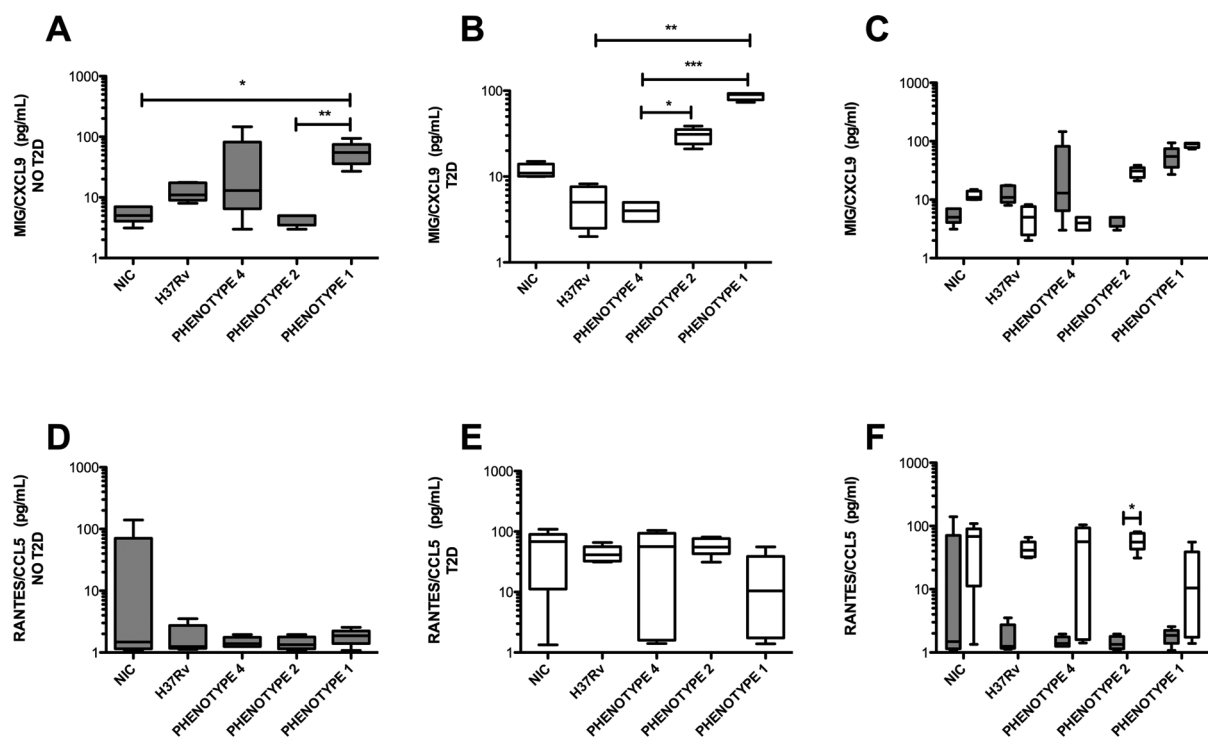 A
MIG/CXCL9 (pg/mL)
NO T2D
1000
100
10
1
*
**
NIC
H37Rv
PHENOTYPE 4
PHENOTYPE 2
PHENOTYPE 1
B
MIG/CXCL9 (pg/mL)
T2D
100
10
1
**
***
*
NIC
H37Rv
PHENOTYPE 4
PHENOTYPE 2
PHENOTYPE 1
C
MIG/CXCL9 (pg/ml)
1000
100
10
1
NIC
H37Rv
PHENOTYPE 4
PHENOTYPE 2
PHENOTYPE 1
D
RANTES/CCL5 (pg/mL)
NO T2D
1000
100
10
1
NIC
H37Rv
PHENOTYPE 4
PHENOTYPE 2
PHENOTYPE 1
E
RANTES/CCL5 (pg/mL)
T2D
1000
100
10
1
NIC
H37Rv
PHENOTYPE 4
PHENOTYPE 2
PHENOTYPE 1
F
RANTES/CCL5 (pg/ml)
1000
100
10
1
*
NIC
H37Rv
PHENOTYPE 4
PHENOTYPE 2
PHENOTYPE 1